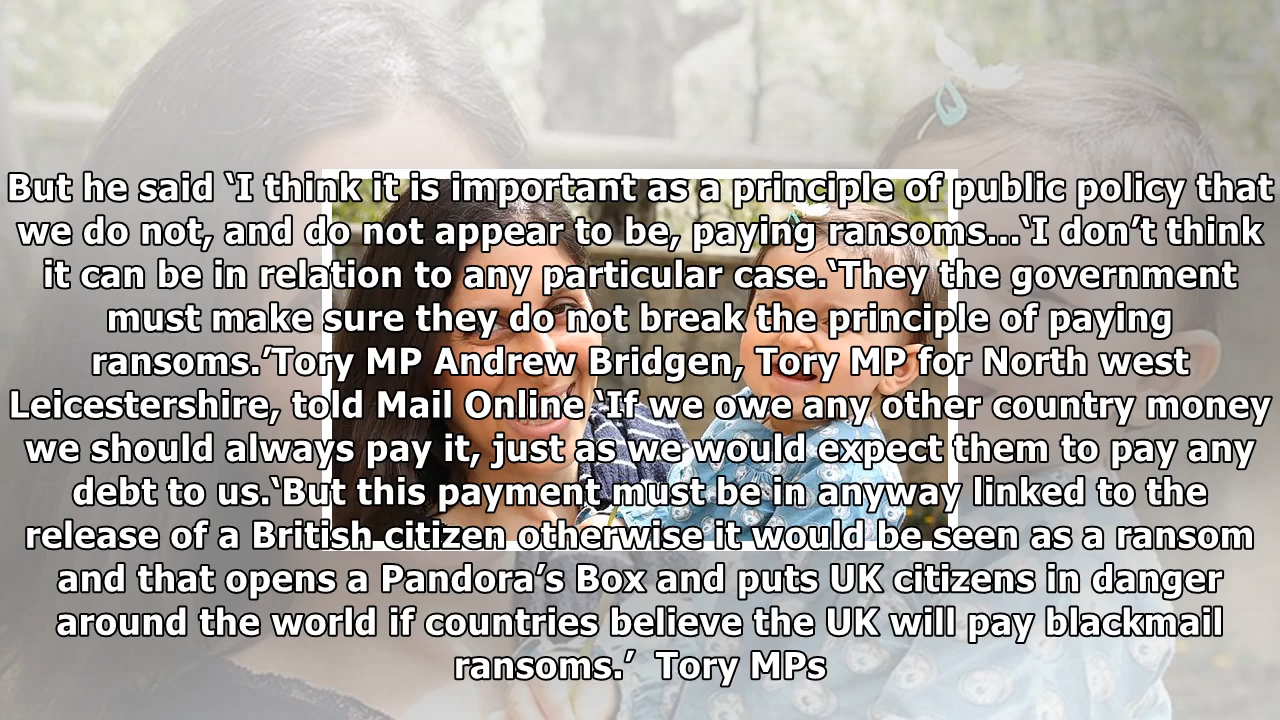 But he said ‘I think it is important as a principle of public policy that
we do not, and do not appear to be, paying ransoms...‘I don’t think
it can be in relation to any particular case.‘They the government
must make sure they do not break the principle of paying
ransoms.’Tory MP Andrew Bridgen, Tory MP for North west
Leicestershire, told Mail Online ‘If we owe any other country money
we should always pay it, just as we would expect them to pay any
debt to us.‘But this payment must be in anyway linked to the
release of a British citizen otherwise it would be seen as a ransom
and that opens a Pandora’s Box and puts UK citizens in danger
around the world if countries believe the UK will pay blackmail
ransoms.’  Tory MPs